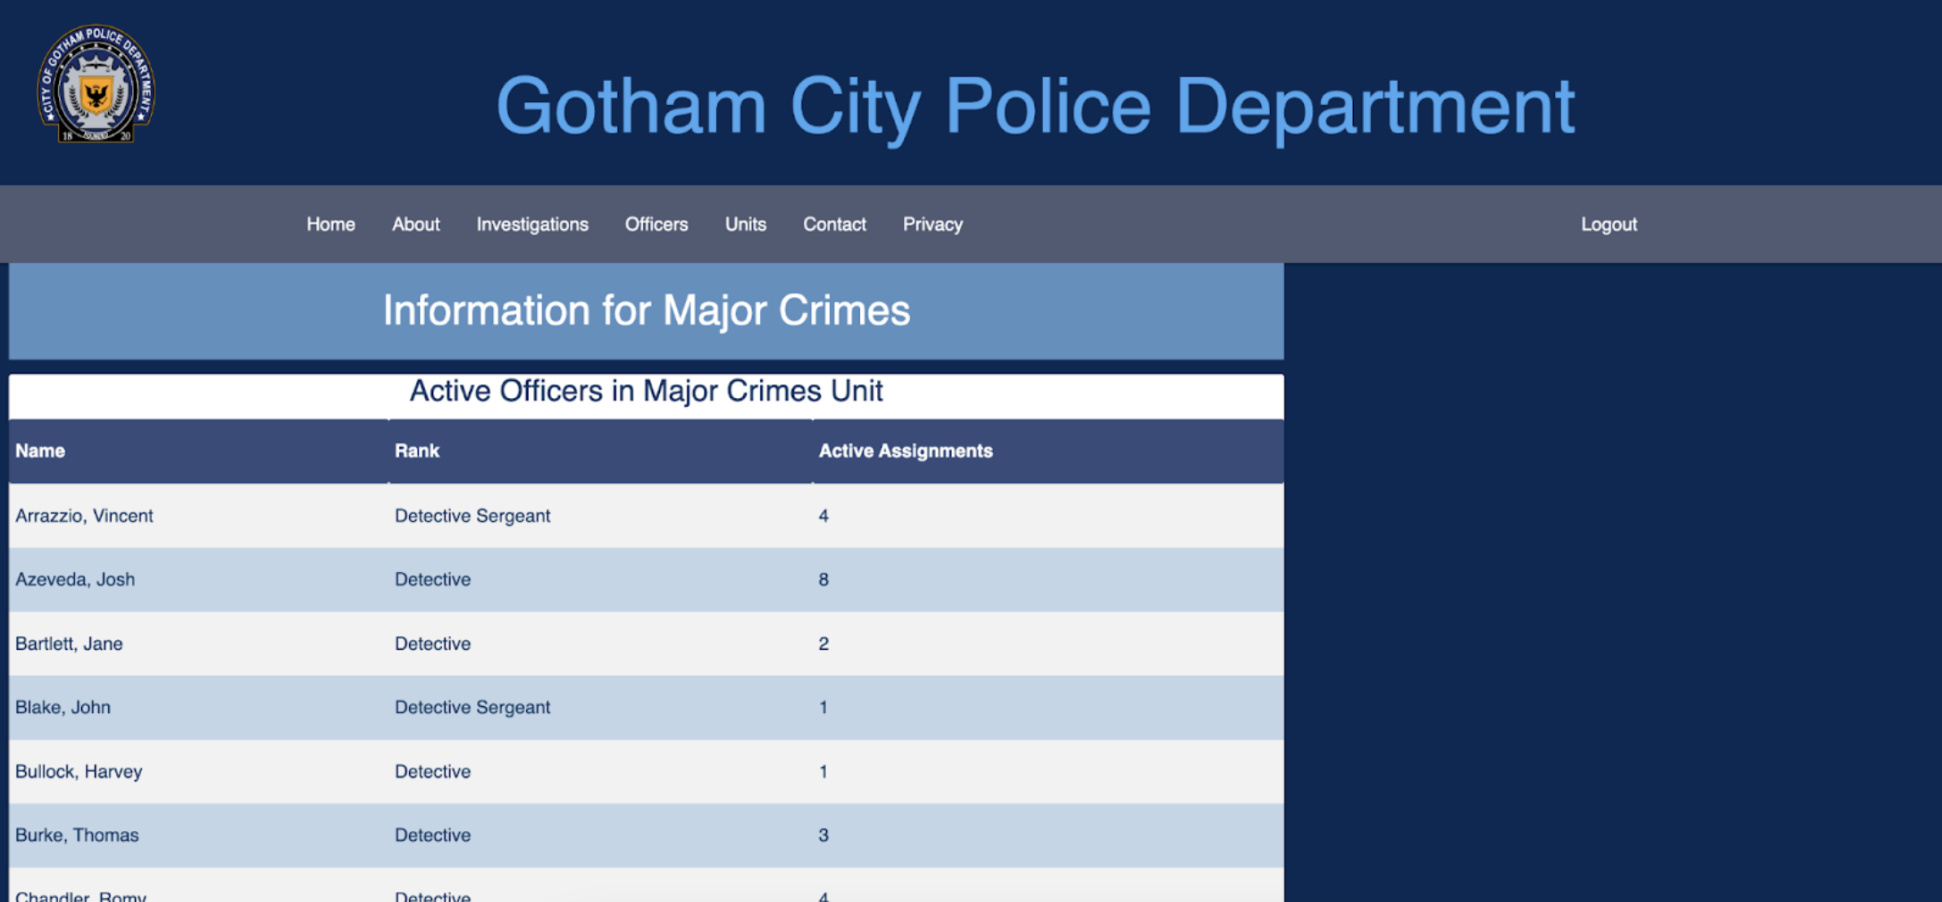 CITY OF GOTHAM POLICE DEPARTMENT
18 FOUNDED 20
Gotham City Police Department
Home About Investigations Officers Units Contact Privacy Logout
Information for Major Crimes
Active Officers in Major Crimes Unit
Name Rank Active Assignments
Arrazzio, Vincent Detective Sergeant 4
Azeveda, Josh Detective 8
Bartlett, Jane Detective 2
Blake, John Detective Sergeant 1
Bullock, Harvey Detective 1
Burke, Thomas Detective 3
Chandler, Romy Detective 4